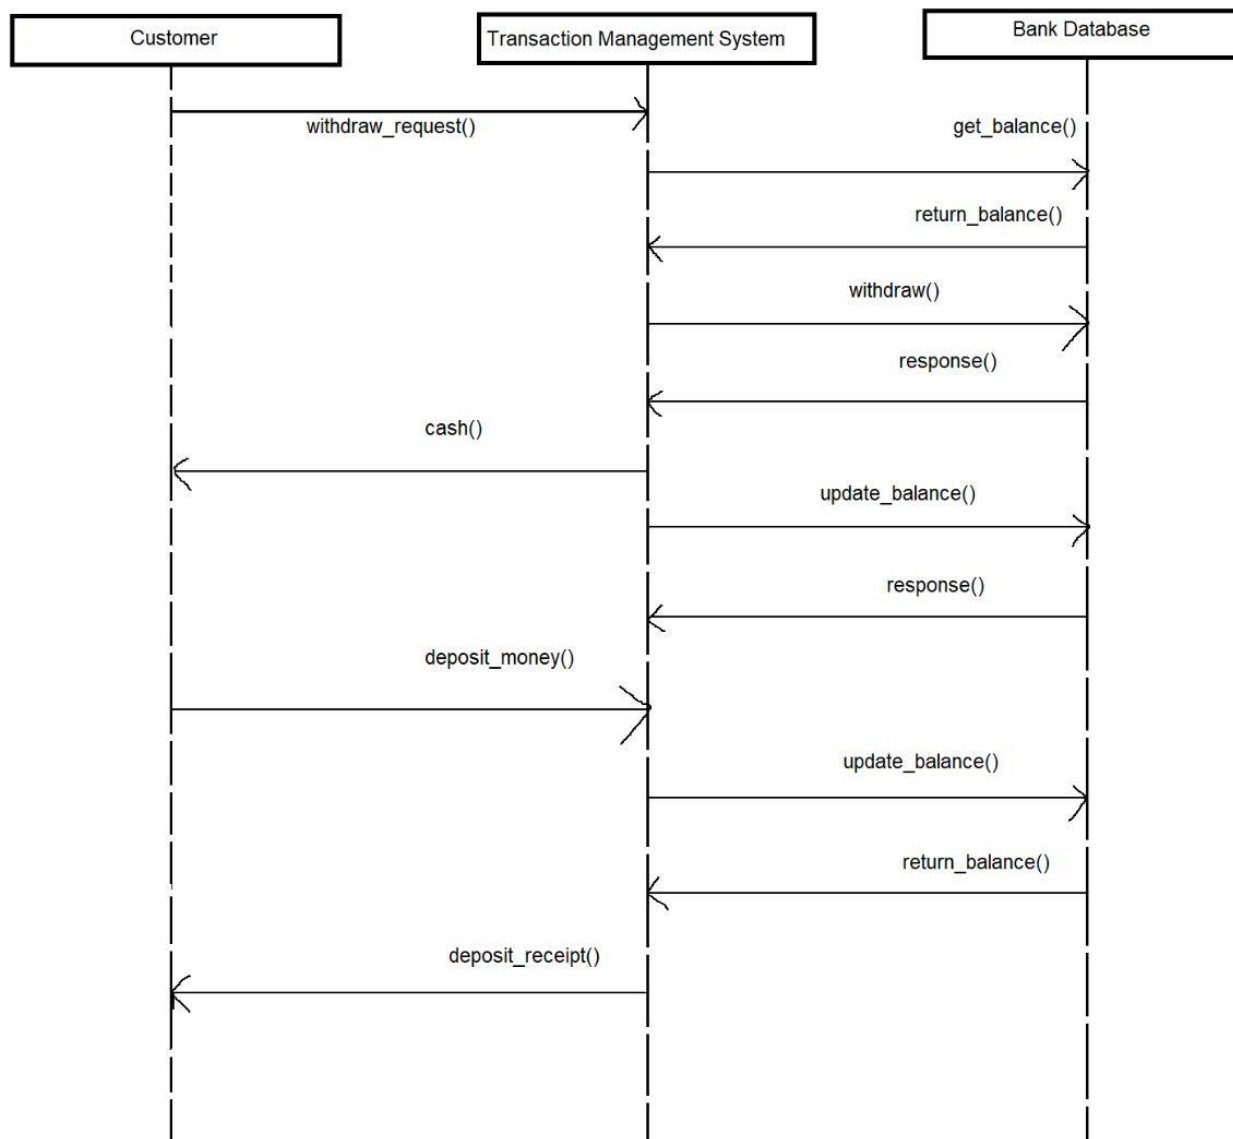 Customer
Transaction Management System
Bank Database
withdraw_request()
get_balance()
return_balance()
withdraw()
response()
cash()
update_balance()
response()
deposit_money()
update_balance()
return_balance()
deposit_receipt()